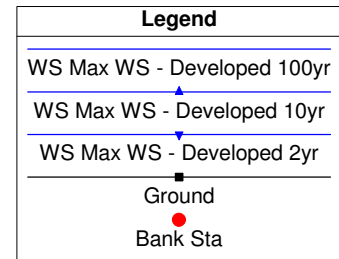 Legend
WS Max WS - Developed 100yr
WS Max WS - Developed 10yr
WS Max WS - Developed 2yr
Ground
Bank Sta